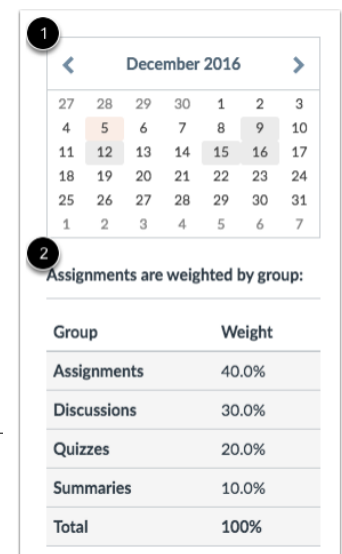 1
December 2016
27 28 29 30 1 2 3
4 5 6 7 8 9 10
11 12 13 14 15 16 17
18 19 20 21 22 23 24
25 26 27 28 29 30 31
1 2 3 4 5 6 7
2
Assignments are weighted by group:
Group Weight
Assignments 40.0%
Discussions 30.0%
Quizzes 20.0%
Summaries 10.0%
Total 100%